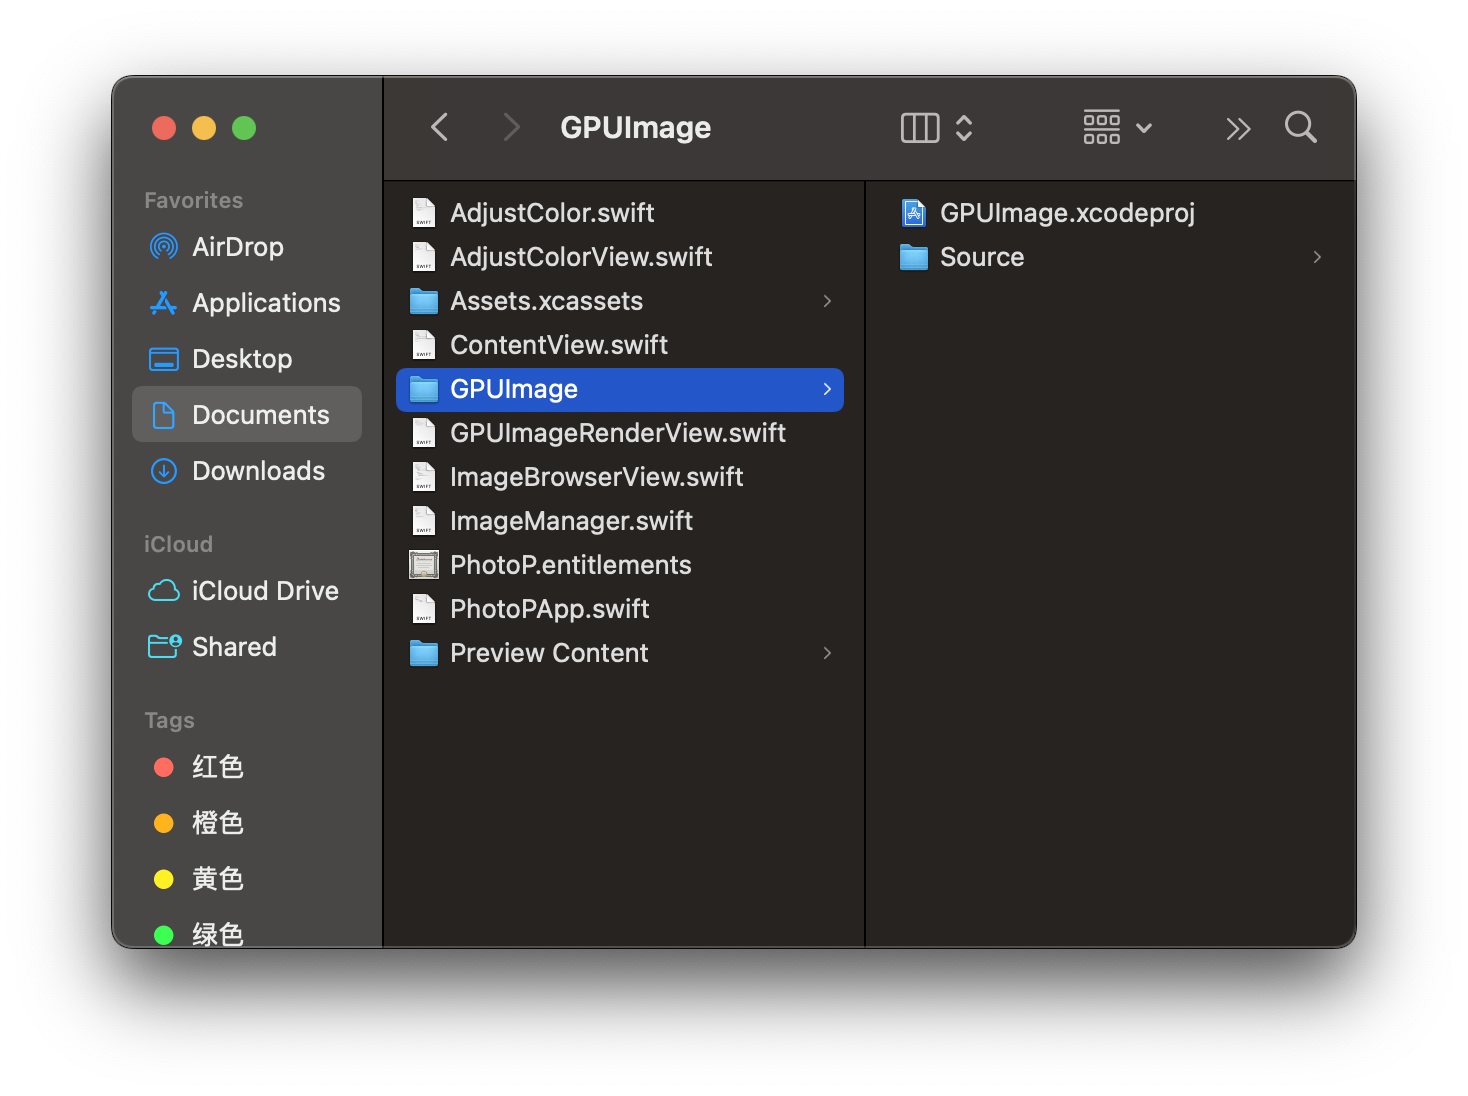 GPUImage
Favorites
AirDrop
Applications
Desktop
Documents
Downloads
iCloud
iCloud Drive
Shared
Tags
红色
橙色
黄色
绿色
AdjustColor.swift
AdjustColorView.swift
Assets.xcassets
ContentView.swift
GPUImage
GPUImageRenderView.swift
ImageBrowserView.swift
ImageManager.swift
PhotoP.entitlements
PhotoPApp.swift
Preview Content
GPUImage.xcodeproj
Source